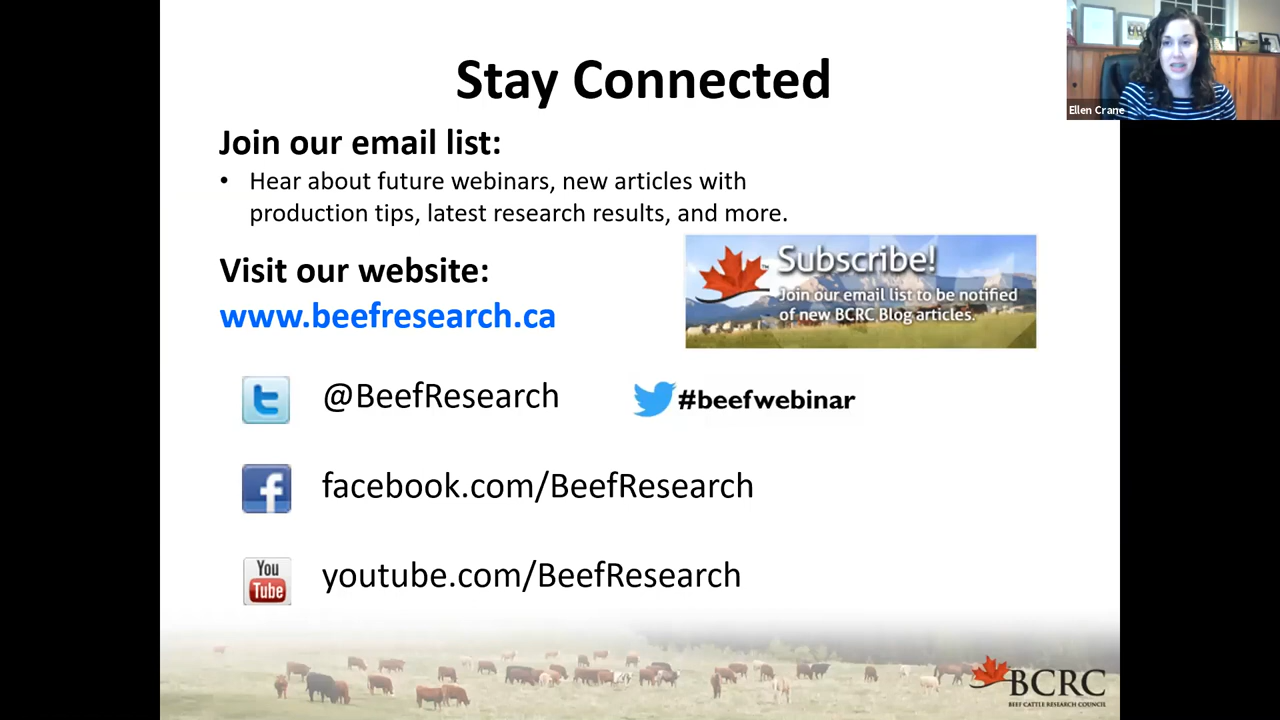 Stay Connected
Ellen Crane
Join our email list:
• Hear about future webinars, new articles with
production tips, latest research results, and more.
Visit our website:
www.beefresearch.ca
Subscribe!
Join our email list to be notified
of new BCRC Blog articles.
@BeefResearch
#beefwebinar
facebook.com/BeefResearch
You
Tube
youtube.com/BeefResearch
BCRC
BEEF CATTLE RESEARCH COUNCIL